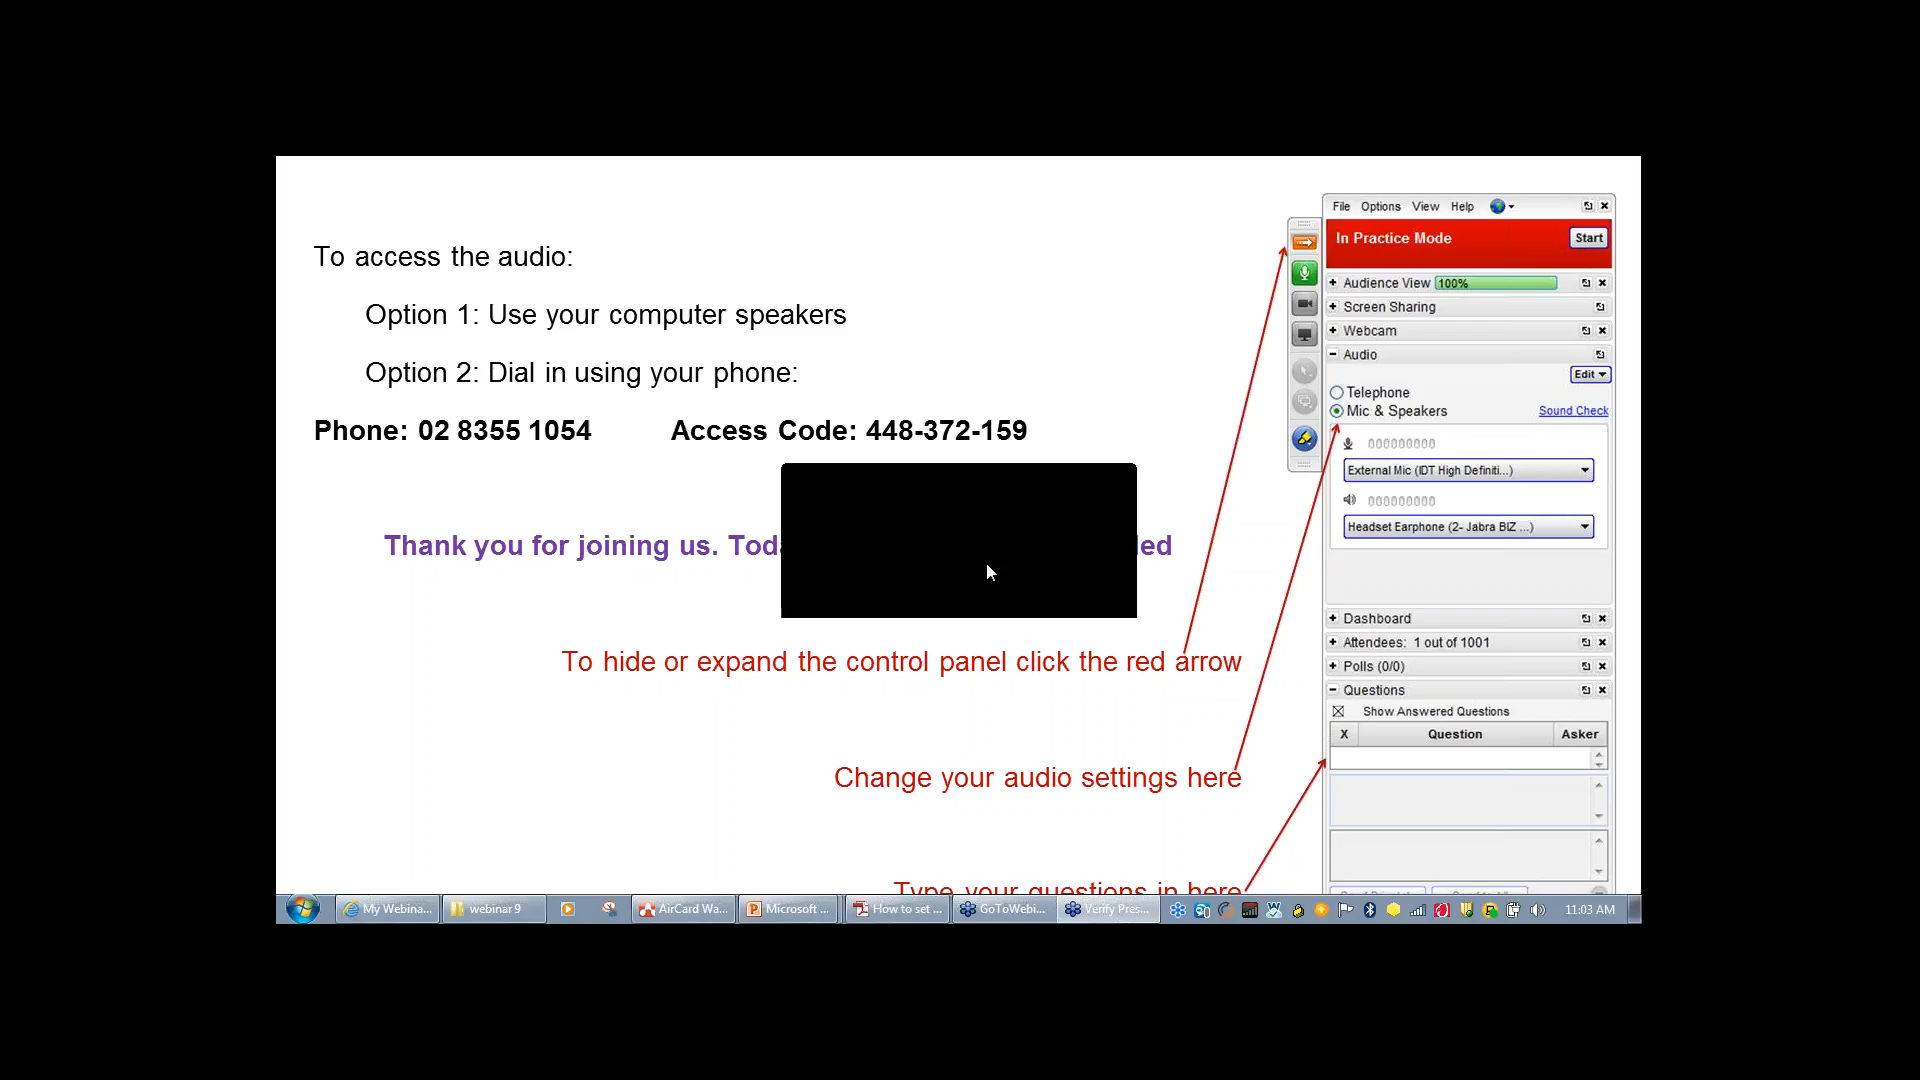 To access the audio:
Option 1: Use your computer speakers
Option 2: Dial in using your phone:
Phone: 02 8355 1054 Access Code: 448-372-159
Thank you for joining us.
To hide or expand the control panel click the red arrow
Change your audio settings here
Type your questions in here
File Options View Help
In Practice Mode Start
Audience View 100%
Screen Sharing
Webcam
Audio
Edit
Telephone
Mic & Speakers Sound Check
External Mic (IDT High Definiti...)
Headset Earphone (2- Jabra BIZ ...)
Dashboard
Attendees: 1 out of 1001
Polls (0/0)
Questions
Show Answered Questions
X Question Asker
My Webina... webinar 9 AirCard Wa... Microsoft ... How to set ... GoToWebi... Verify Pres... 11:03 AM